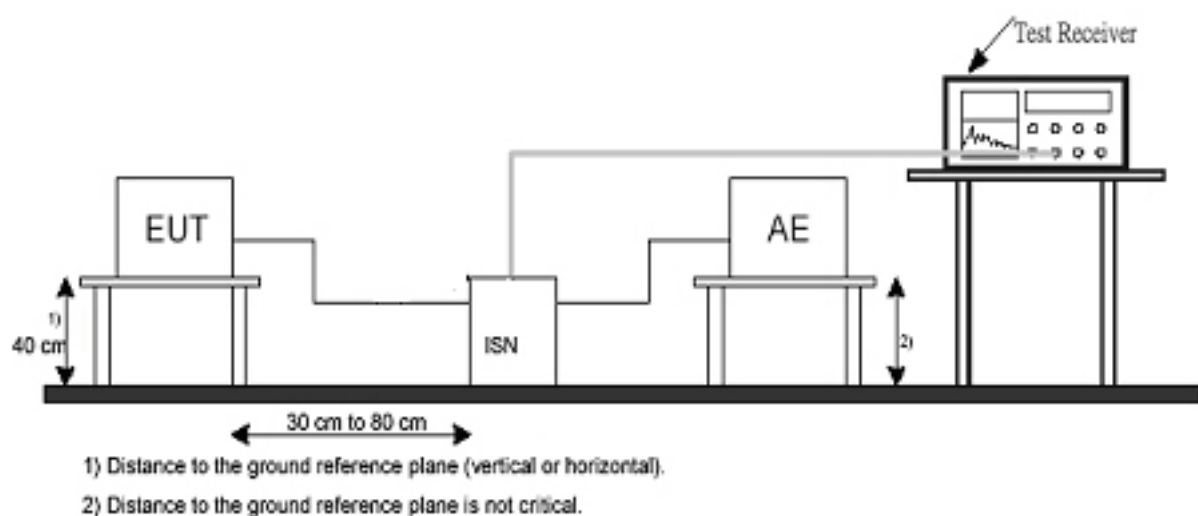 Test Receiver
EUT
AE
1)
40 cm
ISN
2)
30 cm to 80 cm
1) Distance to the ground reference plane (vertical or horizontal).
2) Distance to the ground reference plane is not critical.